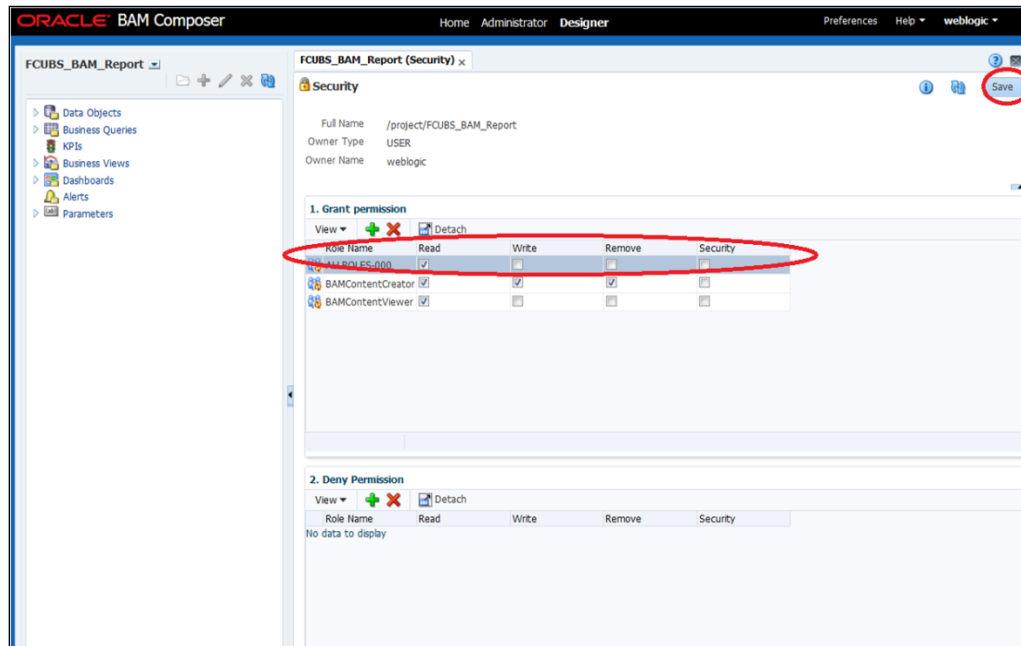 ORACLE BAM Composer Home Administrator Designer Preferences Help weblogic
FCUBS_BAM_Report
Data Objects
Business Queries
KPIs
Business Views
Dashboards
Alerts
Parameters
FCUBS_BAM_Report (Security) x
Security Save
Full Name /project/FCUBS_BAM_Report
Owner Type USER
Owner Name weblogic
1. Grant permission
View Detach
Role Name Read Write Remove Security
BAMContentCreator
BAMContentViewer
2. Deny Permission
View Detach
Role Name Read Write Remove Security
No data to display